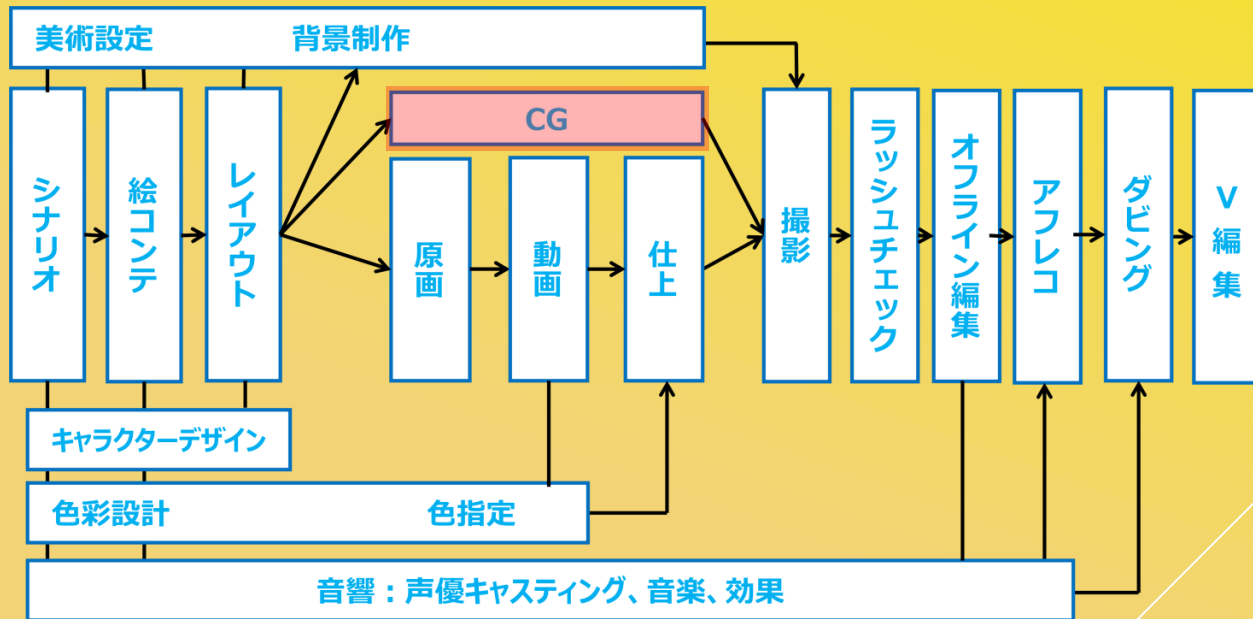 美術設定 背景制作
CG
シナリオ
絵コンテ
レイアウト
原画
動画
仕上
撮影
ラッシュチェック
オフライン編集
アフレコ
ダビング
V編集
キャラクターデザイン
色彩設計 色指定
音響：声優キャスティング、音楽、効果